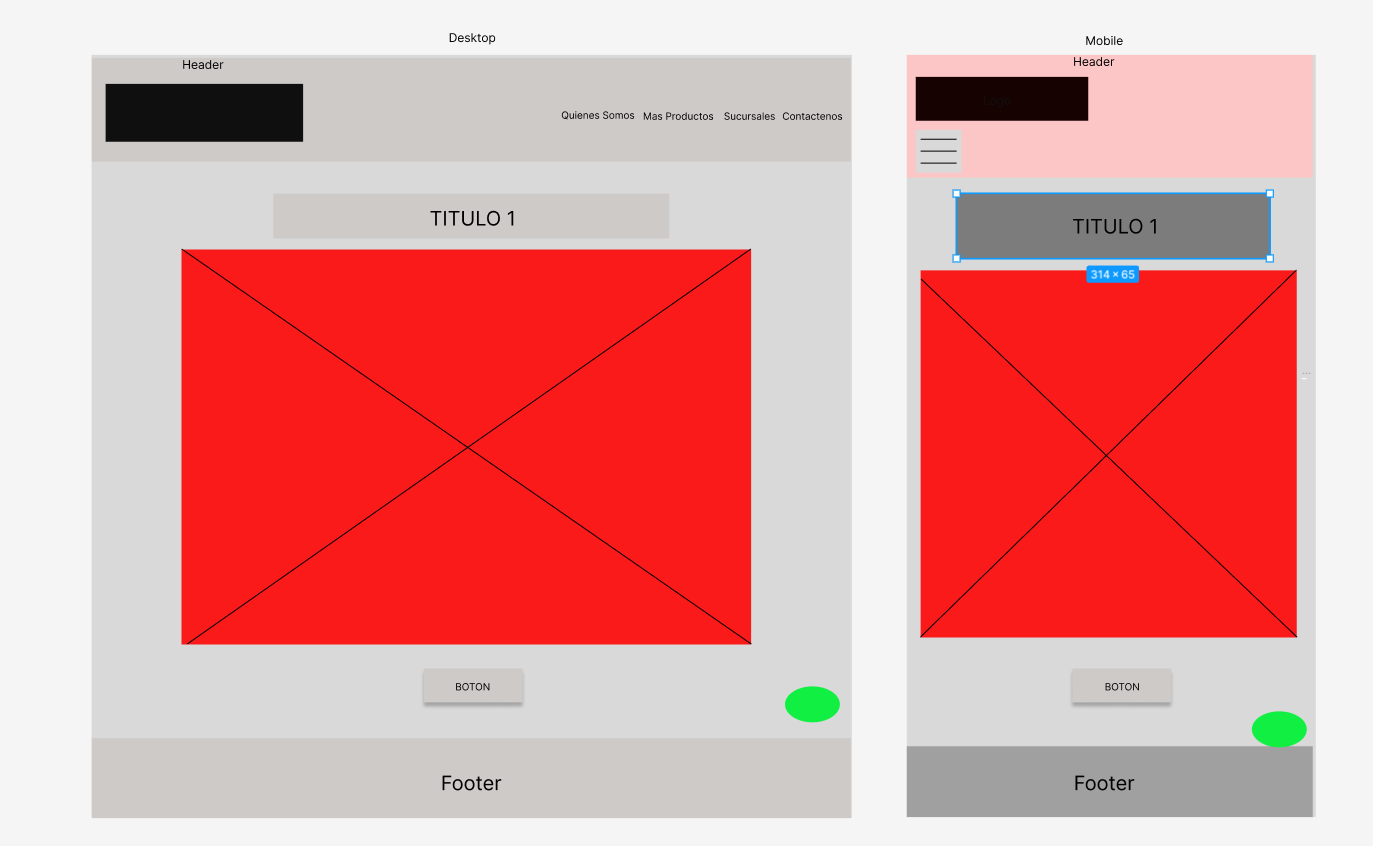 Desktop
Header
Quienes Somos Mas Productos Sucursales Contactenos
TITULO 1
BOTON
Footer
Mobile
Header
Logo
TITULO 1
314 × 65
BOTON
Footer